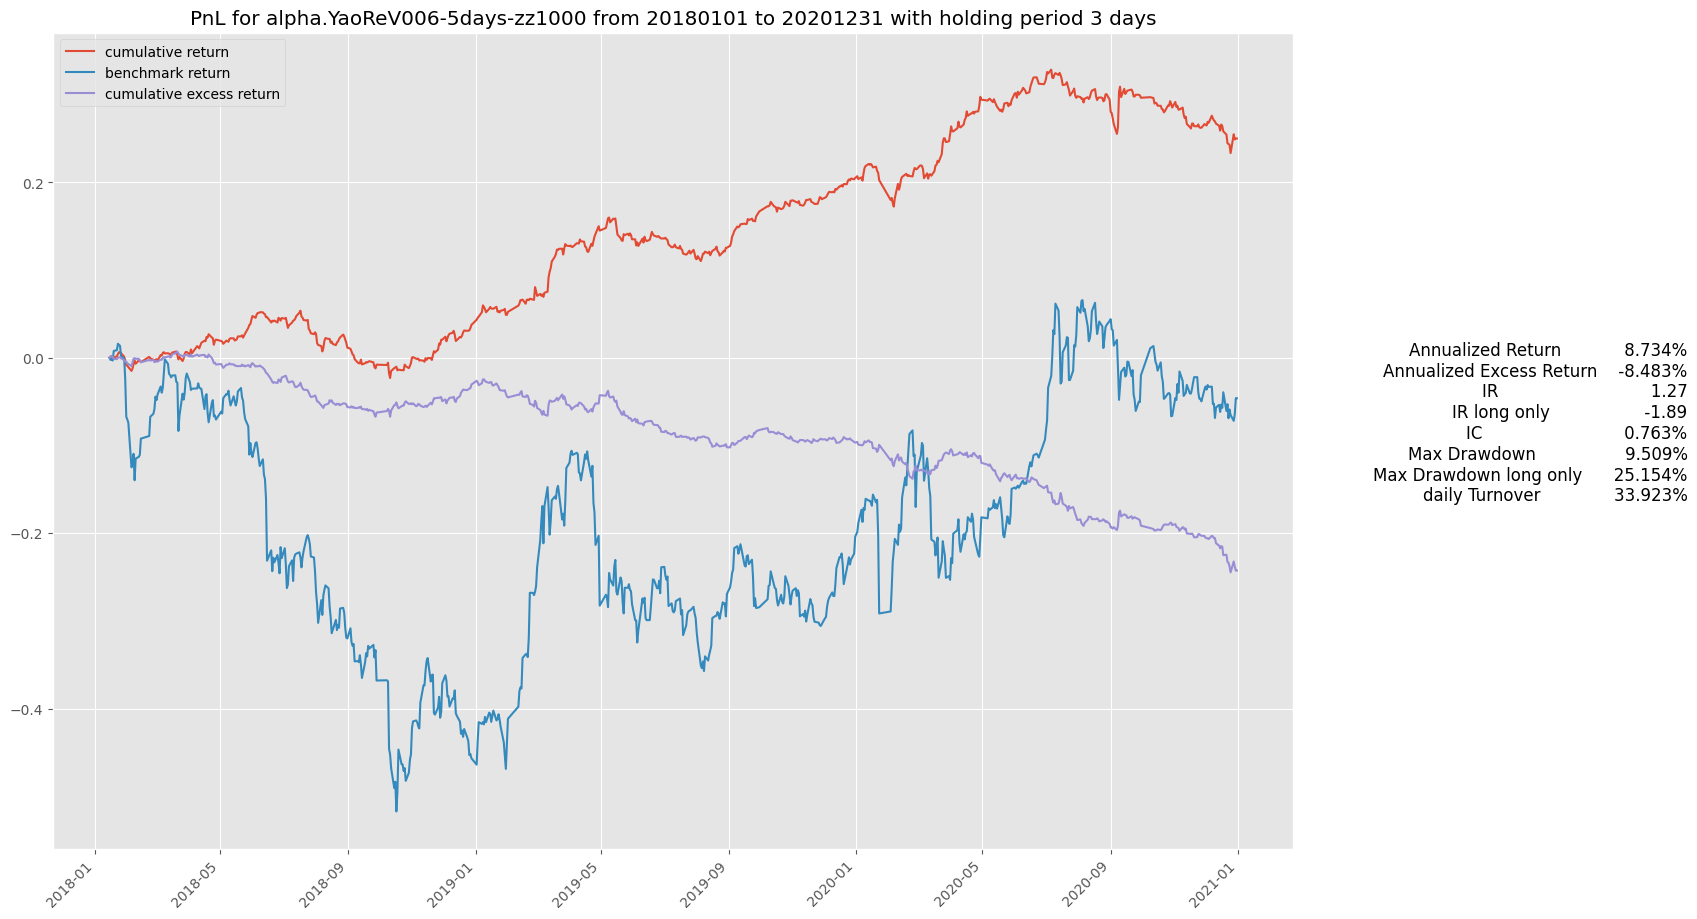 PnL for alpha.YaoReV006-5days-zz1000 from 20180101 to 20201231 with holding period 3 days
cumulative return
benchmark return
cumulative excess return
0.2
0.0
−0.2
−0.4
2018-01
2018-05
2018-09
2019-01
2019-05
2019-09
2020-01
2020-05
2020-09
2021-01
Annualized Return 8.734%
Annualized Excess Return -8.483%
IR 1.27
IR long only -1.89
IC 0.763%
Max Drawdown 9.509%
Max Drawdown long only 25.154%
daily Turnover 33.923%